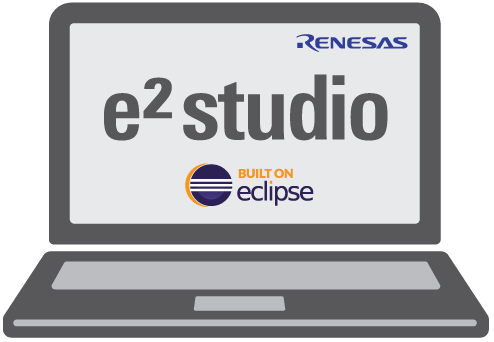 RENESAS
e² studio
BUILT ON
eclipse